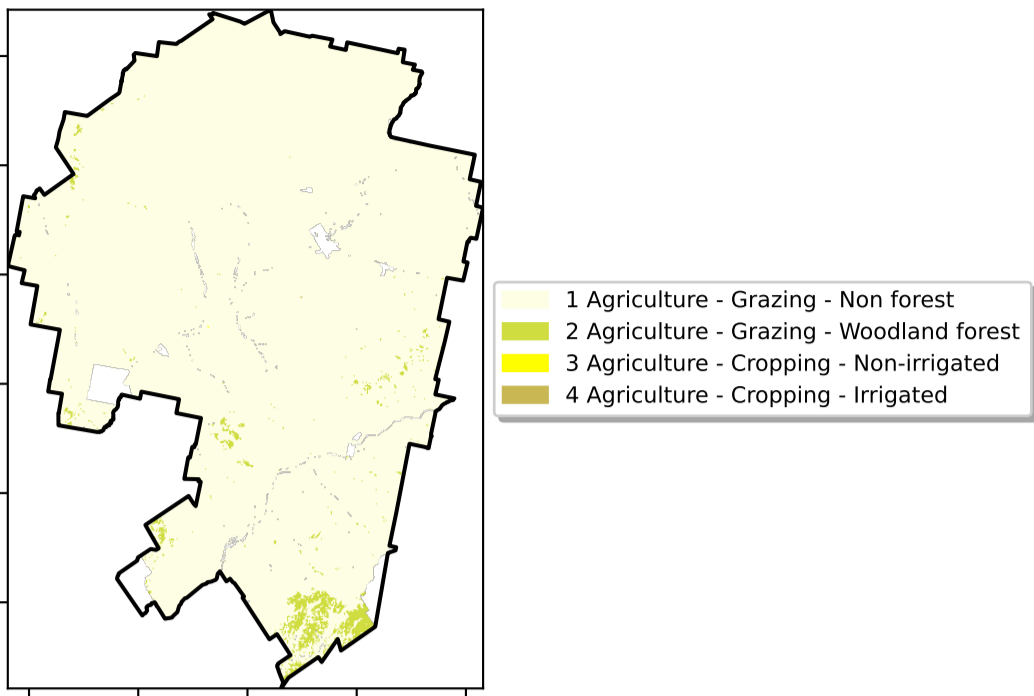 1 Agriculture - Grazing - Non forest
2 Agriculture - Grazing - Woodland forest
3 Agriculture - Cropping - Non-irrigated
4 Agriculture - Cropping - Irrigated